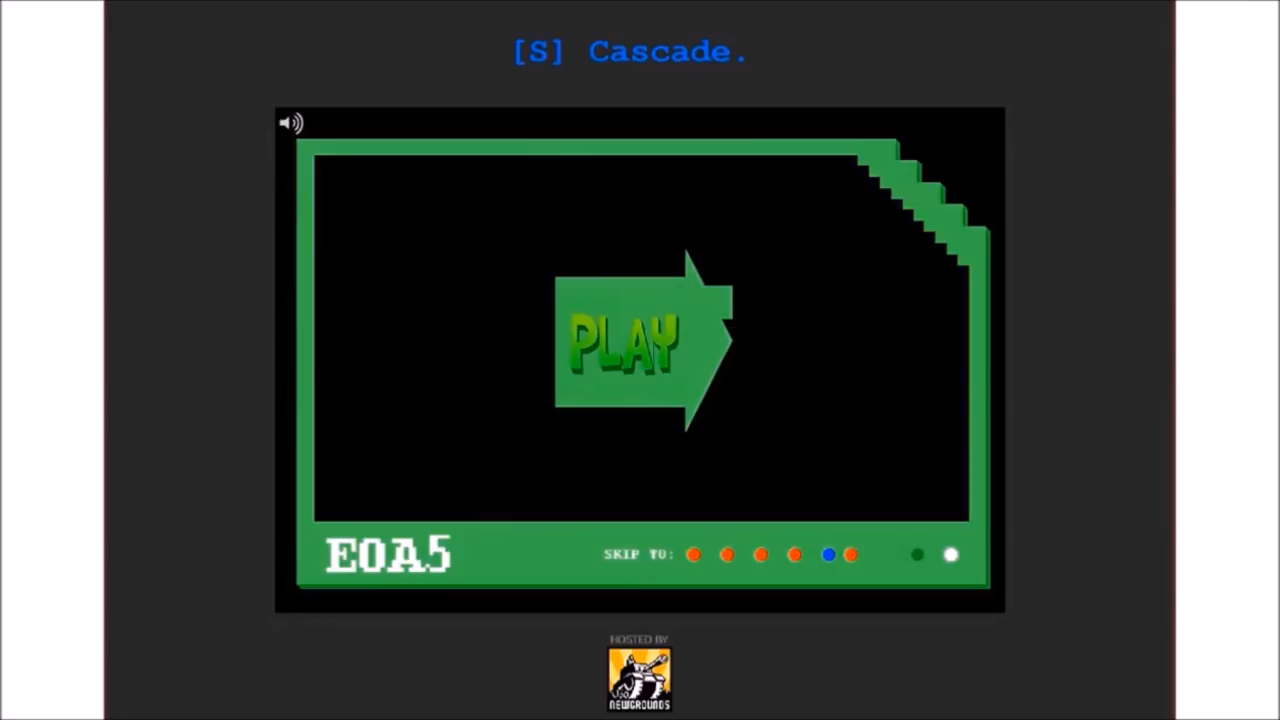 [S] Cascade.
PLAY
EOA5
SKIP TO:
HOSTED BY
NEWGROUNDS